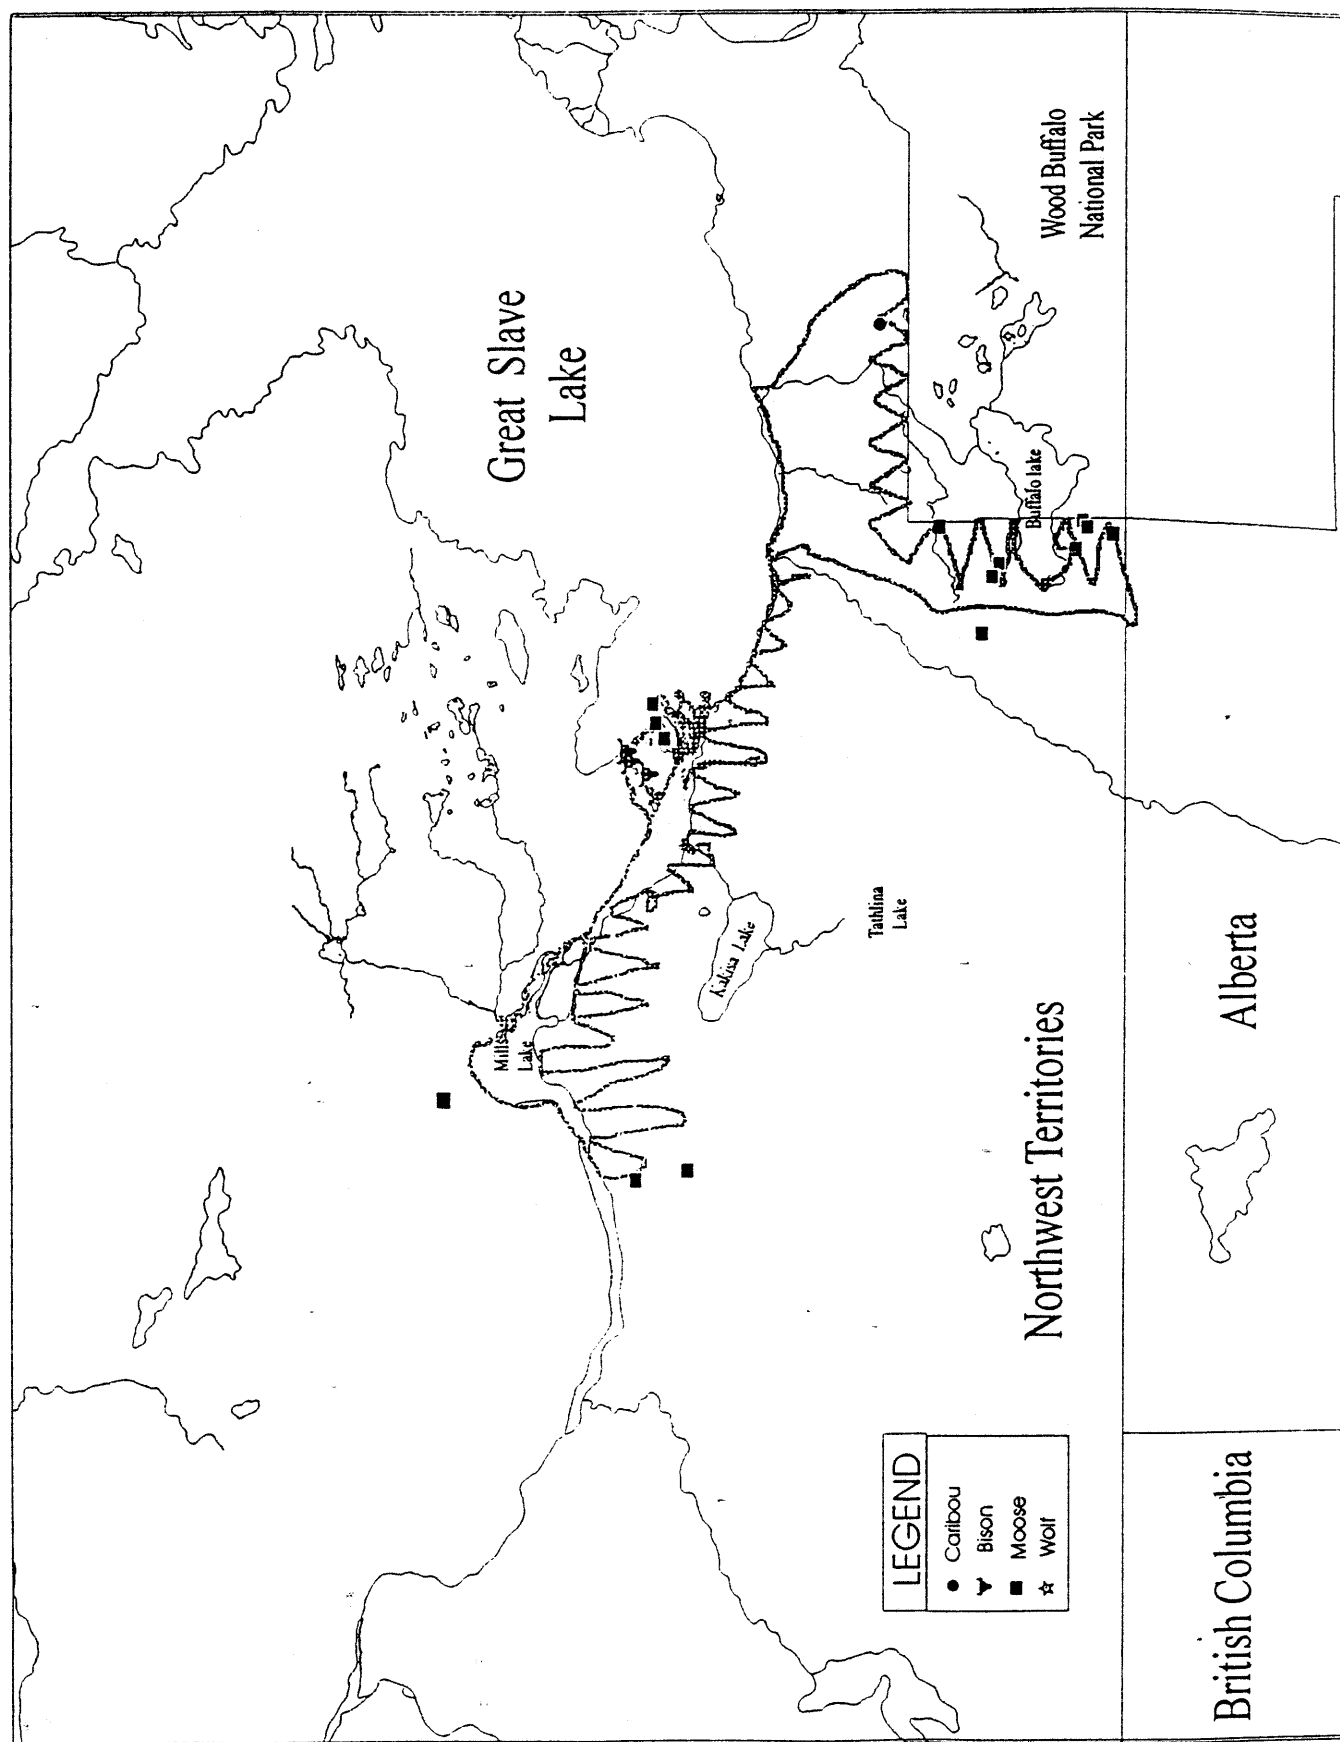 Great Slave
Lake
Wood Buffalo
National Park
Buffalo lake
Mills
Lake
Kakisa Lake
Tathlina
Lake
Northwest Territories
Alberta
British Columbia
LEGEND
Caribou
Bison
Moose
Wolf